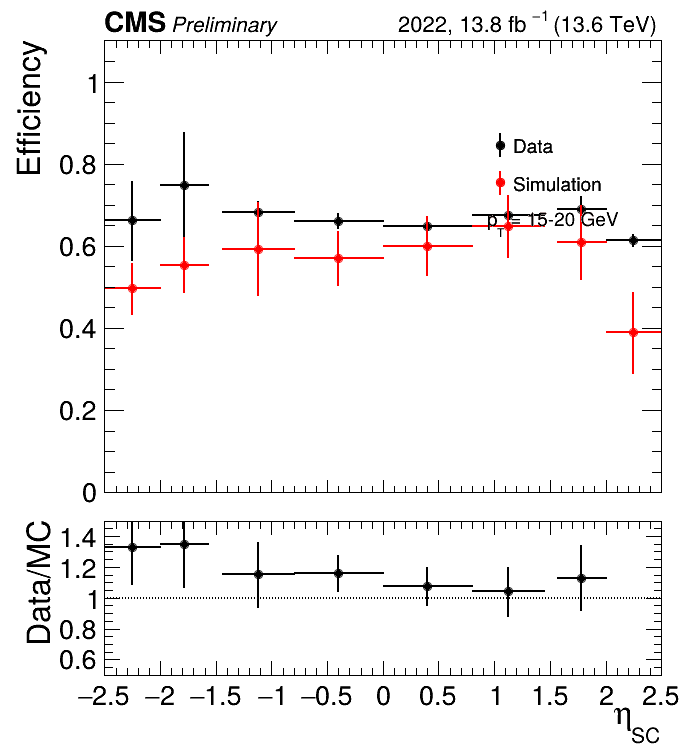 CMS Preliminary 2022, 13.8 fb⁻¹ (13.6 TeV)
Efficiency
1
0.8
0.6
0.4
0.2
0
Data
Simulation
p_T = 15-20 GeV
Data/MC
1.4
1.2
1
0.8
0.6
−2.5 −2 −1.5 −1 −0.5 0 0.5 1 1.5 2 2.5
η_SC